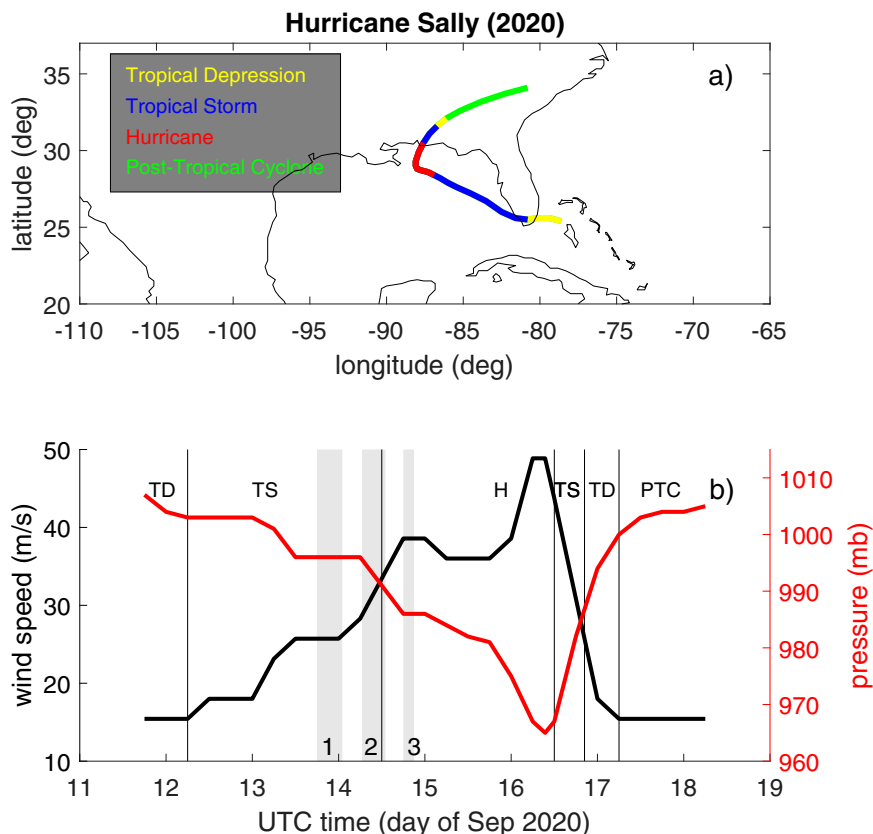 Hurricane Sally (2020)
a)
Tropical Depression
Tropical Storm
Hurricane
Post-Tropical Cyclone
latitude (deg)
35
30
25
20
-110 -105 -100 -95 -90 -85 -80 -75 -70 -65
longitude (deg)
50
40
30
20
10
wind speed (m/s)
TD TS H TS TD PTC b)
1 2 3
1010
1000
990
980
970
960
pressure (mb)
11 12 13 14 15 16 17 18 19
UTC time (day of Sep 2020)